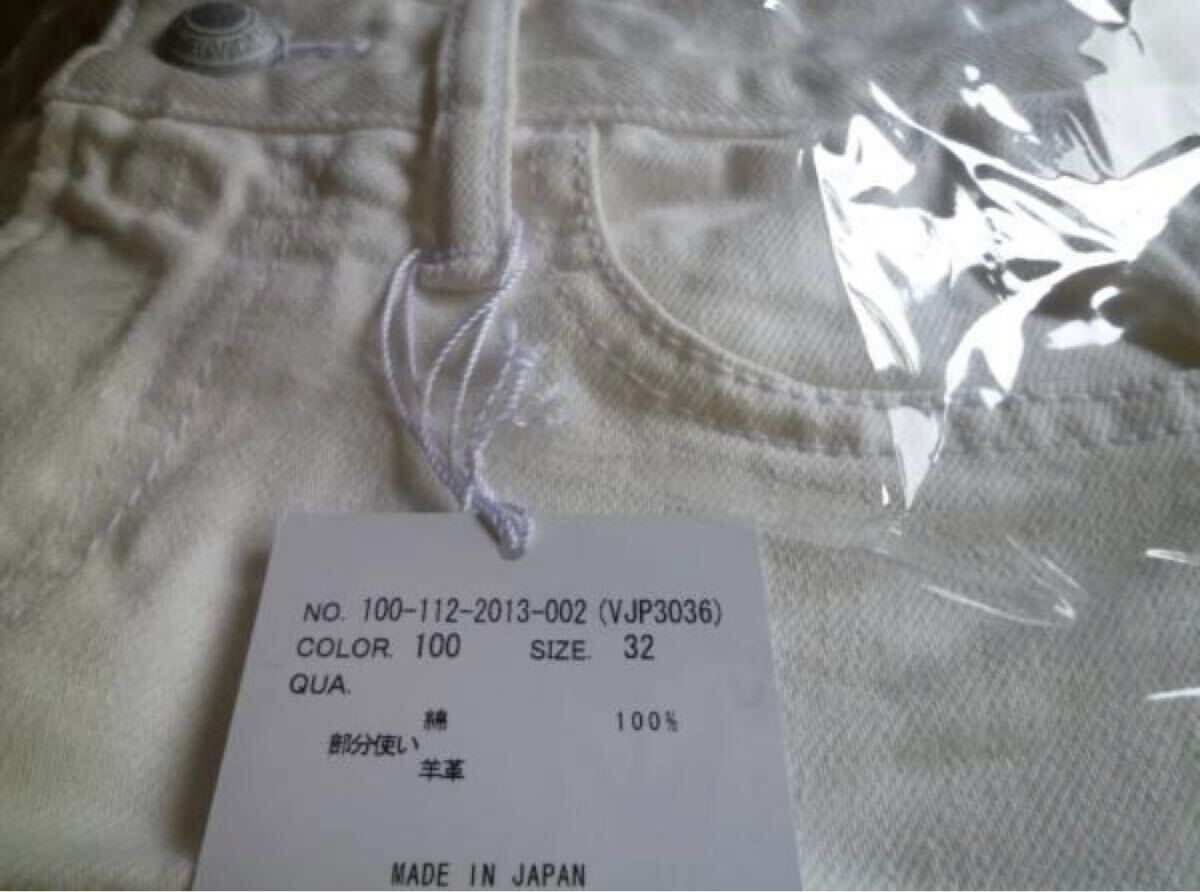 NO. 100-112-2013-002 (VJP3036)
COLOR. 100 SIZE. 32
QUA.
綿 100%
部分使い
羊革
MADE IN JAPAN